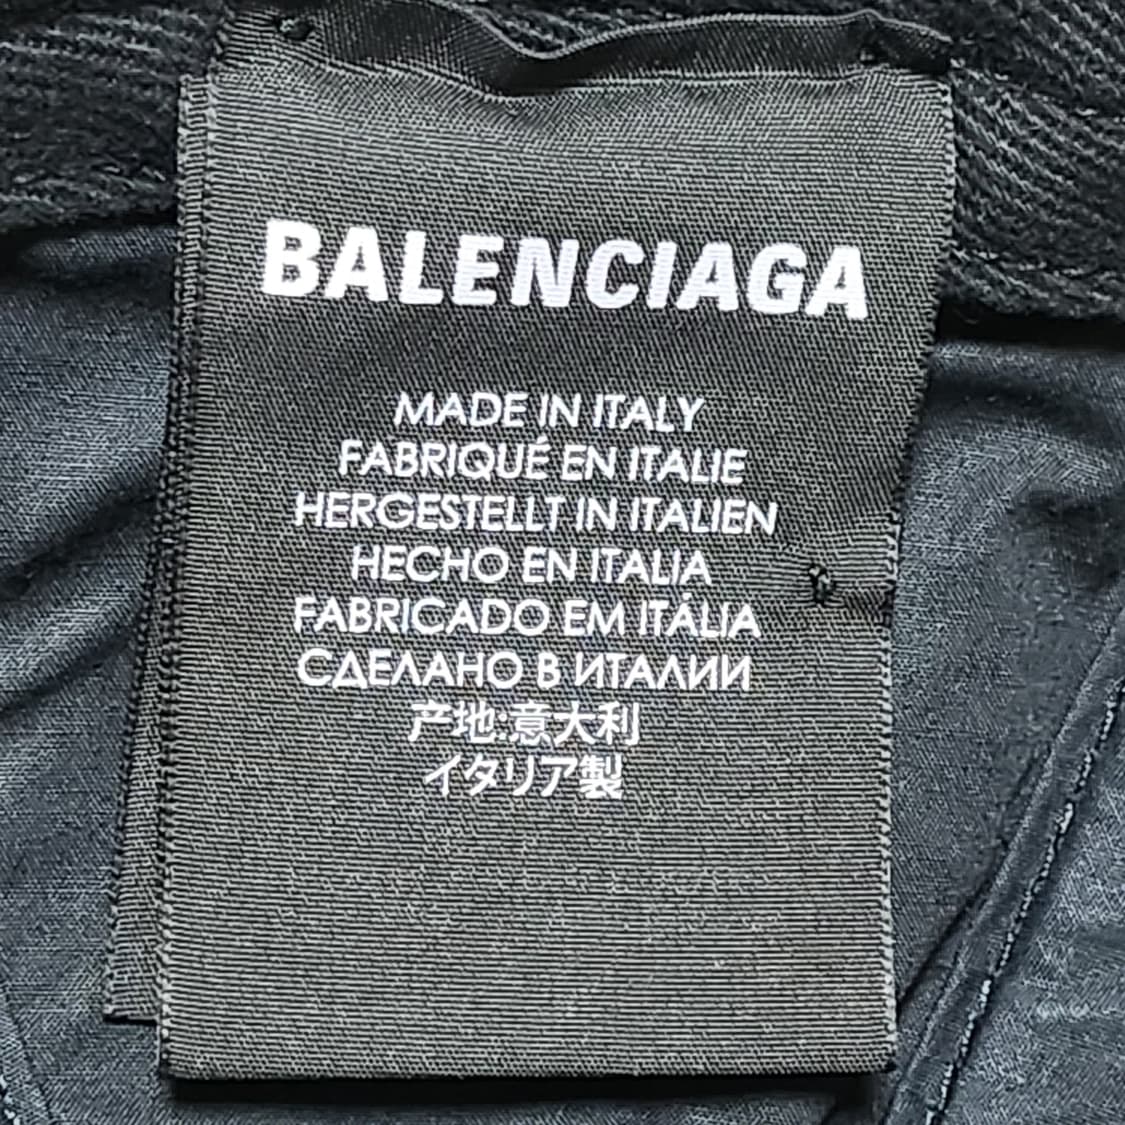 BALENCIAGA
MADE IN ITALY
FABRIQUÉ EN ITALIE
HERGESTELLT IN ITALIEN
HECHO EN ITALIA
FABRICADO EM ITÁLIA
СДЕЛАНО В ИТАЛИИ
产地:意大利
イタリア製